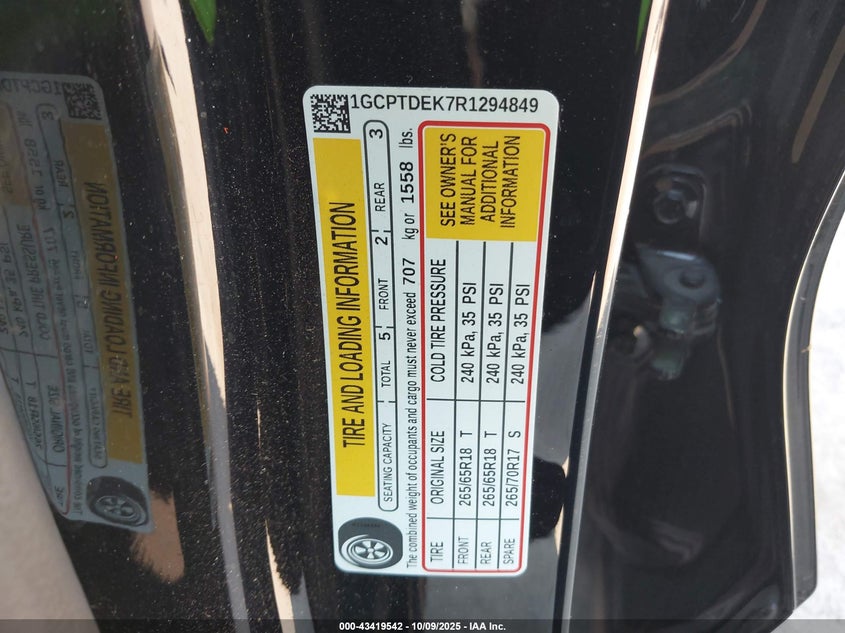 1GCPTDEK7R1294849
TIRE AND LOADING INFORMATION
SEATING CAPACITY TOTAL 5 FRONT 2 REAR 3
The combined weight of occupants and cargo must never exceed 707 kg or 1558 lbs.
TIRE ORIGINAL SIZE COLD TIRE PRESSURE
FRONT 265/65R18 T 240 kPa, 35 PSI
REAR 265/65R18 T 240 kPa, 35 PSI
SPARE 265/70R17 S 240 kPa, 35 PSI
SEE OWNER'S
MANUAL FOR
ADDITIONAL
INFORMATION
000-43419542 - 10/09/2025 - IAA Inc.